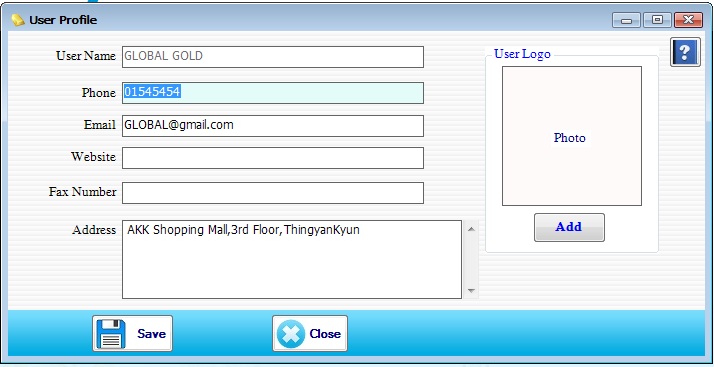 User Profile
User Name GLOBAL GOLD
Phone 01545454
Email GLOBAL@gmail.com
Website
Fax Number
Address AKK Shopping Mall,3rd Floor,ThingyanKyun
User Logo
Photo
Add
?
Save
Close